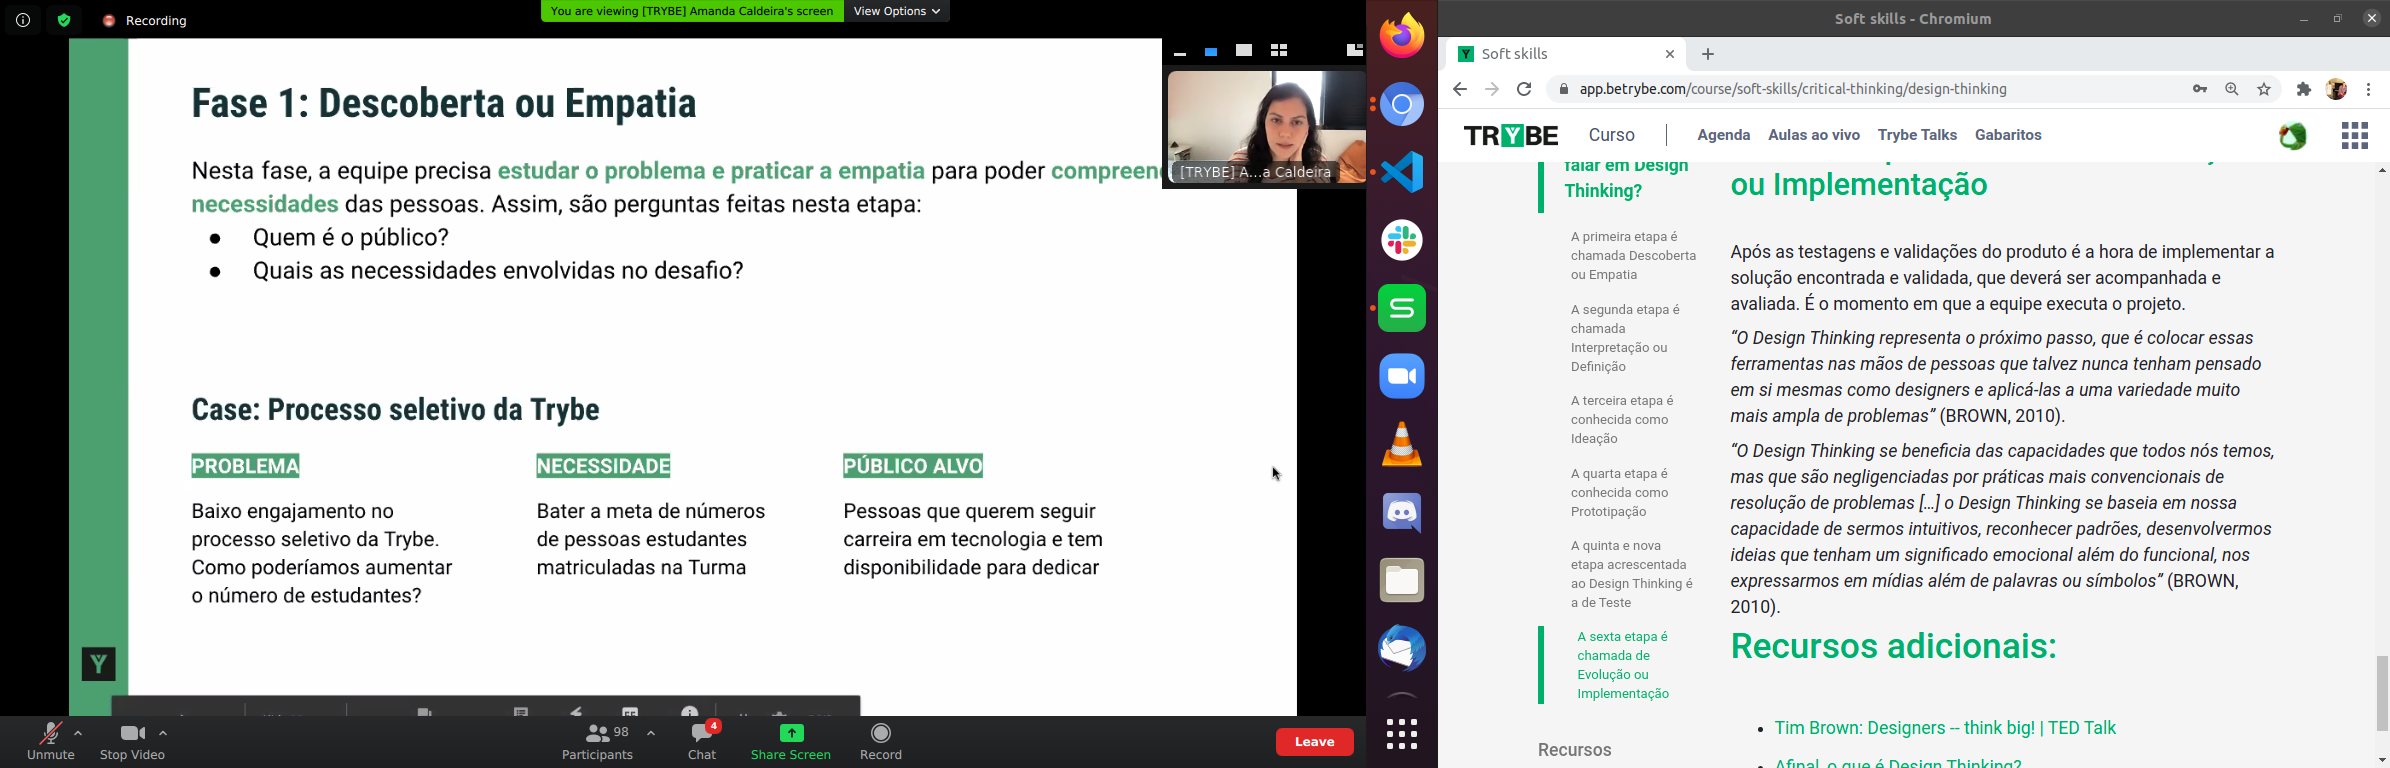 Recording
You are viewing [TRYBE] Amanda Caldeira's screen
View Options
Fase 1: Descoberta ou Empatia
Nesta fase, a equipe precisa estudar o problema e praticar a empatia para poder compreen
necessidades das pessoas. Assim, são perguntas feitas nesta etapa:
● Quem é o público?
● Quais as necessidades envolvidas no desafio?
[TRYBE] A...a Caldeira
Case: Processo seletivo da Trybe
PROBLEMA
Baixo engajamento no
processo seletivo da Trybe.
Como poderíamos aumentar
o número de estudantes?
NECESSIDADE
Bater a meta de números
de pessoas estudantes
matriculadas na Turma
PÚBLICO ALVO
Pessoas que querem seguir
carreira em tecnologia e tem
disponibilidade para dedicar
Unmute
Stop Video
98
Participants
4
Chat
Share Screen
Record
Leave
Soft skills - Chromium
Soft skills
app.betrybe.com/course/soft-skills/critical-thinking/design-thinking
TRYBE
Curso
Agenda
Aulas ao vivo
Trybe Talks
Gabaritos
falar em Design
Thinking?
A primeira etapa é
chamada Descoberta
ou Empatia
A segunda etapa é
chamada
Interpretação ou
Definição
A terceira etapa é
conhecida como
Ideação
A quarta etapa é
conhecida como
Prototipação
A quinta e nova
etapa acrescentada
ao Design Thinking é
a de Teste
A sexta etapa é
chamada de
Evolução ou
Implementação
Recursos
ou Implementação
Após as testagens e validações do produto é a hora de implementar a
solução encontrada e validada, que deverá ser acompanhada e
avaliada. É o momento em que a equipe executa o projeto.
“O Design Thinking representa o próximo passo, que é colocar essas
ferramentas nas mãos de pessoas que talvez nunca tenham pensado
em si mesmas como designers e aplicá-las a uma variedade muito
mais ampla de problemas” (BROWN, 2010).
“O Design Thinking se beneficia das capacidades que todos nós temos,
mas que são negligenciadas por práticas mais convencionais de
resolução de problemas [...] o Design Thinking se baseia em nossa
capacidade de sermos intuitivos, reconhecer padrões, desenvolvermos
ideias que tenham um significado emocional além do funcional, nos
expressarmos em mídias além de palavras ou símbolos” (BROWN,
2010).
Recursos adicionais:
• Tim Brown: Designers -- think big! | TED Talk
• Afinal, o que é Design Thinking?